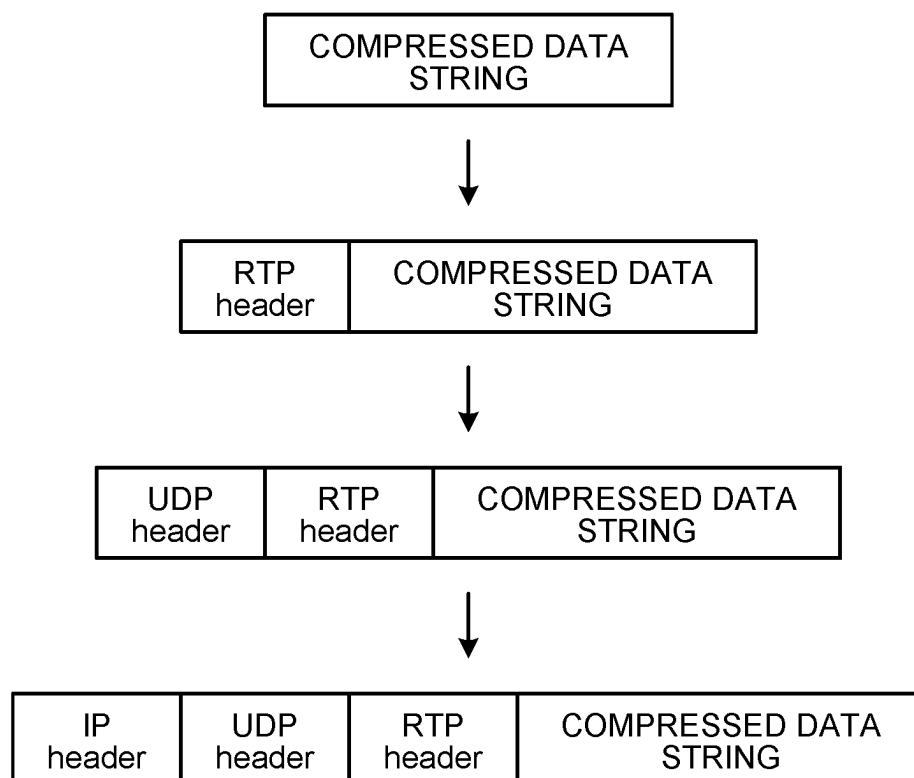 COMPRESSED DATA
STRING
RTP
header
COMPRESSED DATA
STRING
UDP
header
RTP
header
COMPRESSED DATA
STRING
IP
header
UDP
header
RTP
header
COMPRESSED DATA
STRING